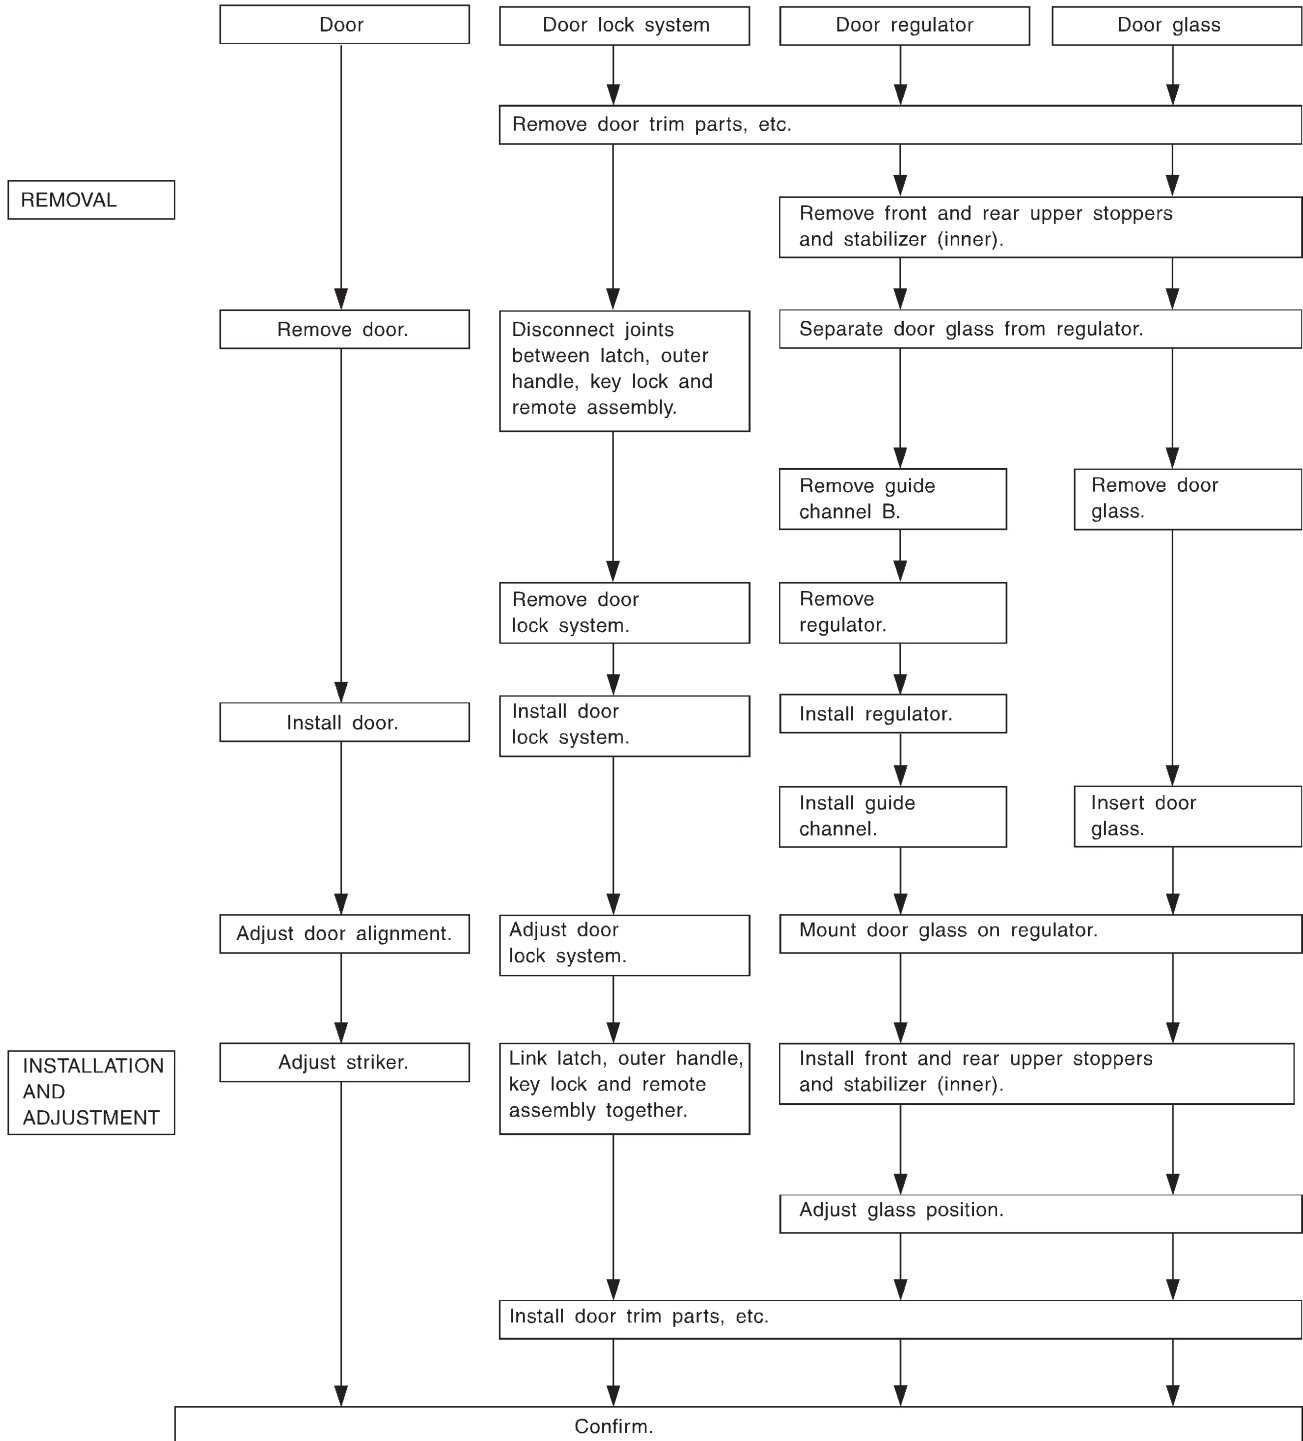 Door
Door lock system
Door regulator
Door glass
Remove door trim parts, etc.
REMOVAL
Remove front and rear upper stoppers
and stabilizer (inner).
Remove door.
Disconnect joints
between latch, outer
handle, key lock and
remote assembly.
Separate door glass from regulator.
Remove guide
channel B.
Remove door
glass.
Remove door
lock system.
Remove
regulator.
Install door.
Install door
lock system.
Install regulator.
Install guide
channel.
Insert door
glass.
Adjust door alignment.
Adjust door
lock system.
Mount door glass on regulator.
INSTALLATION
AND
ADJUSTMENT
Adjust striker.
Link latch, outer handle,
key lock and remote
assembly together.
Install front and rear upper stoppers
and stabilizer (inner).
Adjust glass position.
Install door trim parts, etc.
Confirm.